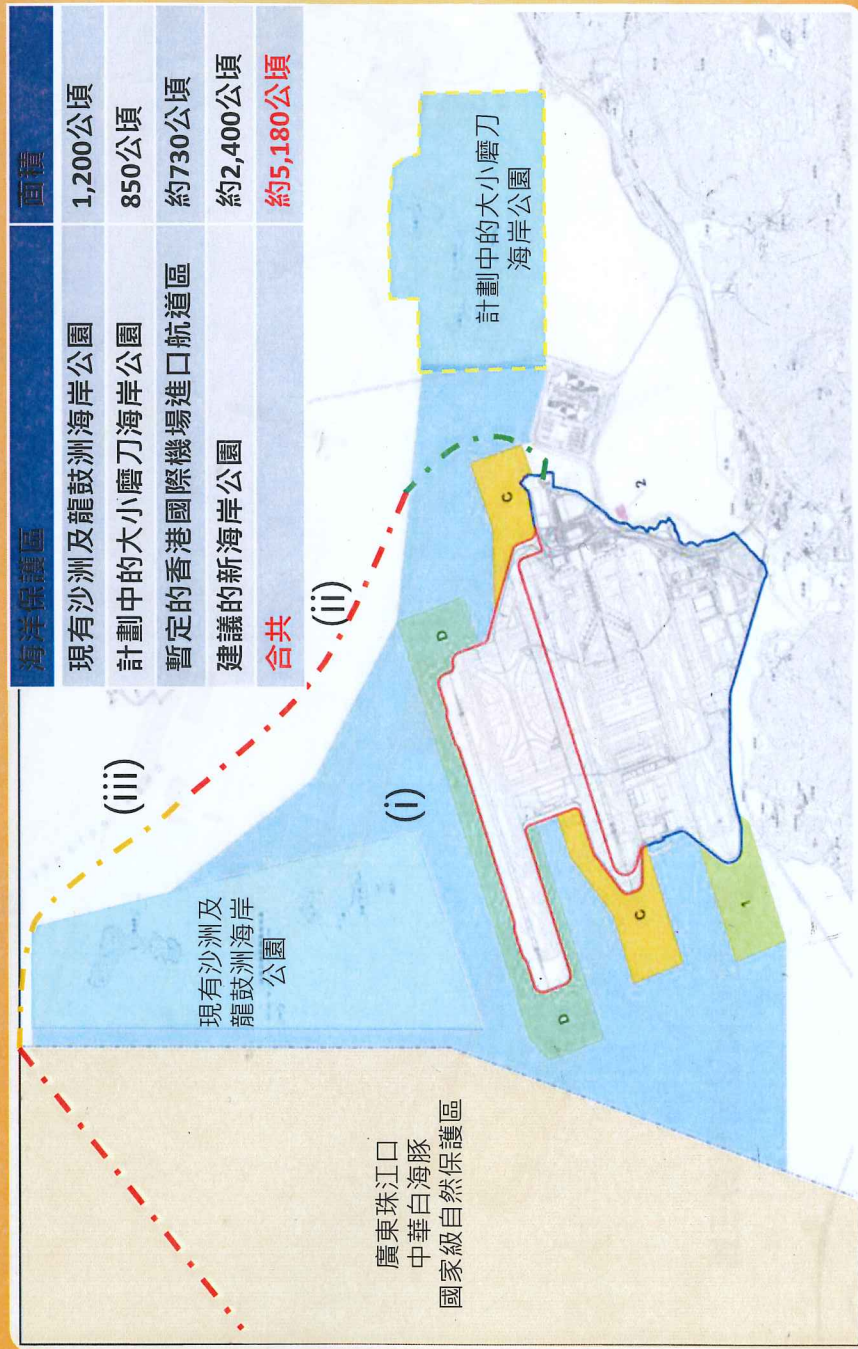 海洋保護區 面積
現有沙洲及龍鼓洲海岸公園 1,200公頃
計劃中的大小磨刀海岸公園 850公頃
暫定的香港國際機場進口航道區 約730公頃
建議的新海岸公園 約2,400公頃
合共 約5,180公頃
(iii)
(ii)
(i)
現有沙洲及
龍鼓洲海岸
公園
計劃中的大小磨刀
海岸公園
廣東珠江口
中華白海豚
國家級自然保護區
D
D
C
C
1
2